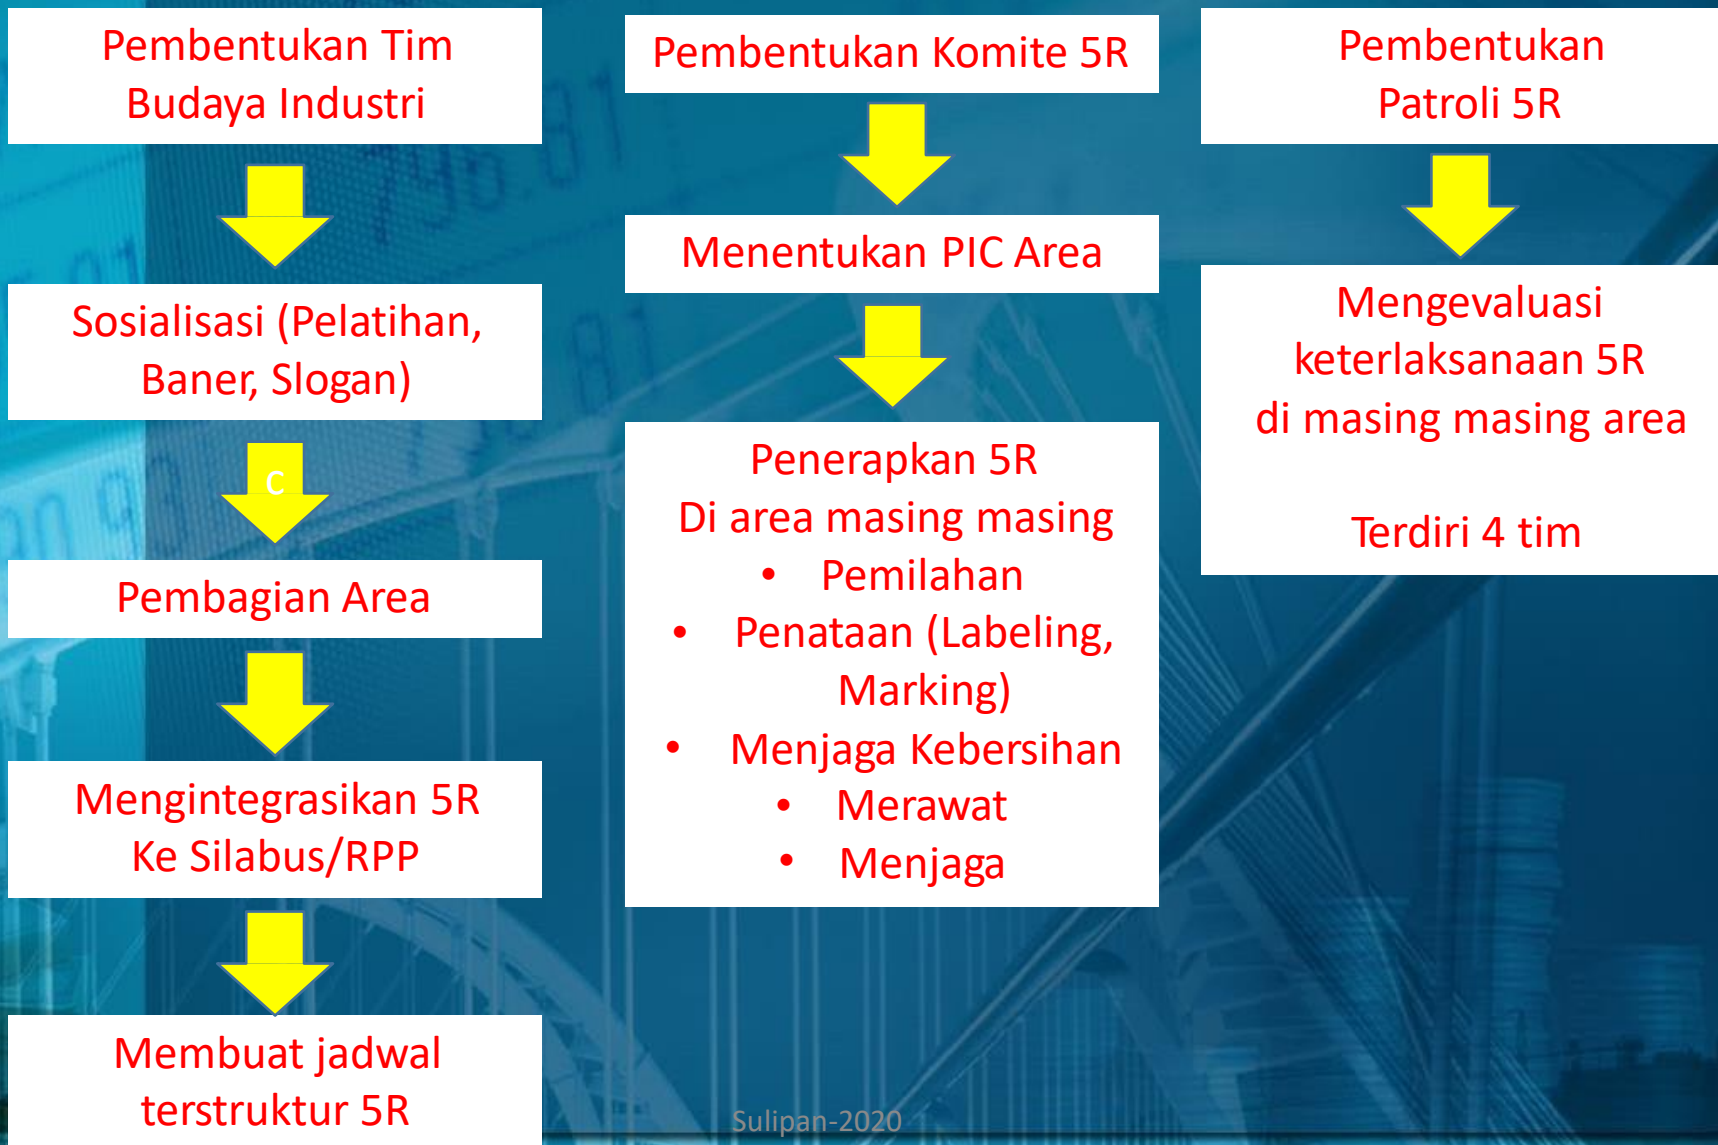 Pembentukan Tim
Budaya Industri
Sosialisasi (Pelatihan,
Baner, Slogan)
c
Pembagian Area
Mengintegrasikan 5R
Ke Silabus/RPP
Membuat jadwal
terstruktur 5R
Pembentukan Komite 5R
Menentukan PIC Area
Penerapkan 5R
Di area masing masing
• Pemilahan
• Penataan (Labeling,
Marking)
• Menjaga Kebersihan
• Merawat
• Menjaga
Pembentukan
Patroli 5R
Mengevaluasi
keterlaksanaan 5R
di masing masing area
Terdiri 4 tim
Sulipan-2020